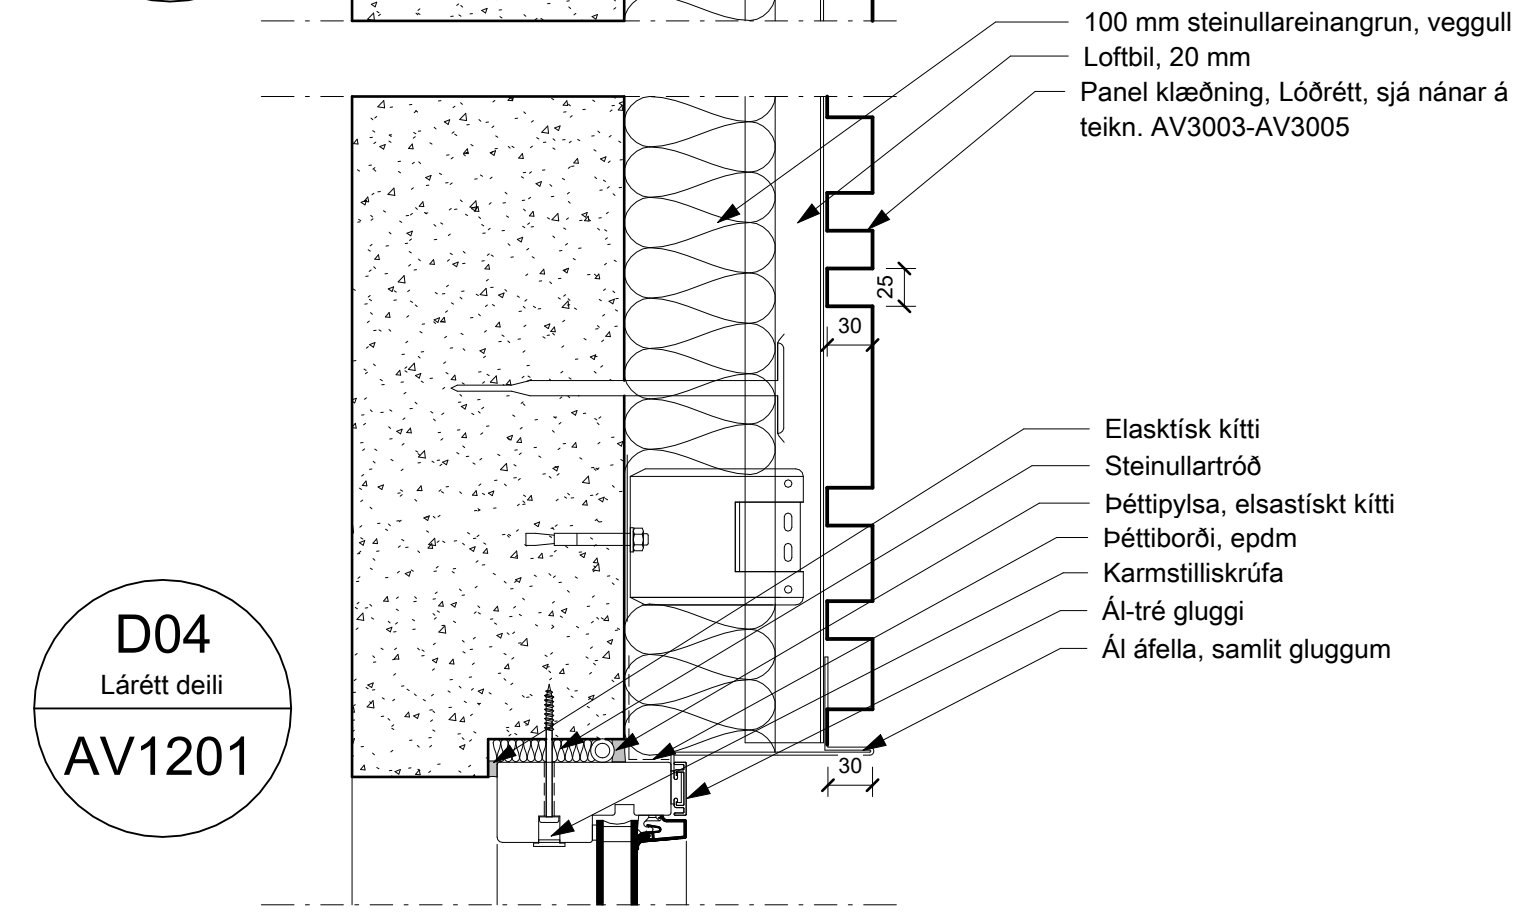 100 mm steinullareinangrun, veggull
Loftbil, 20 mm
Panel klæðning, Lóðrétt, sjá nánar á
teikn. AV3003-AV3005
25
30
Elasktísk kítti
Steinullartróð
Þéttipylsa, elsastískt kítti
Þéttiborði, epdm
Karmstilliskrúfa
Ál-tré gluggi
Ál áfella, samlit gluggum
D04
Lárétt deili
AV1201
30